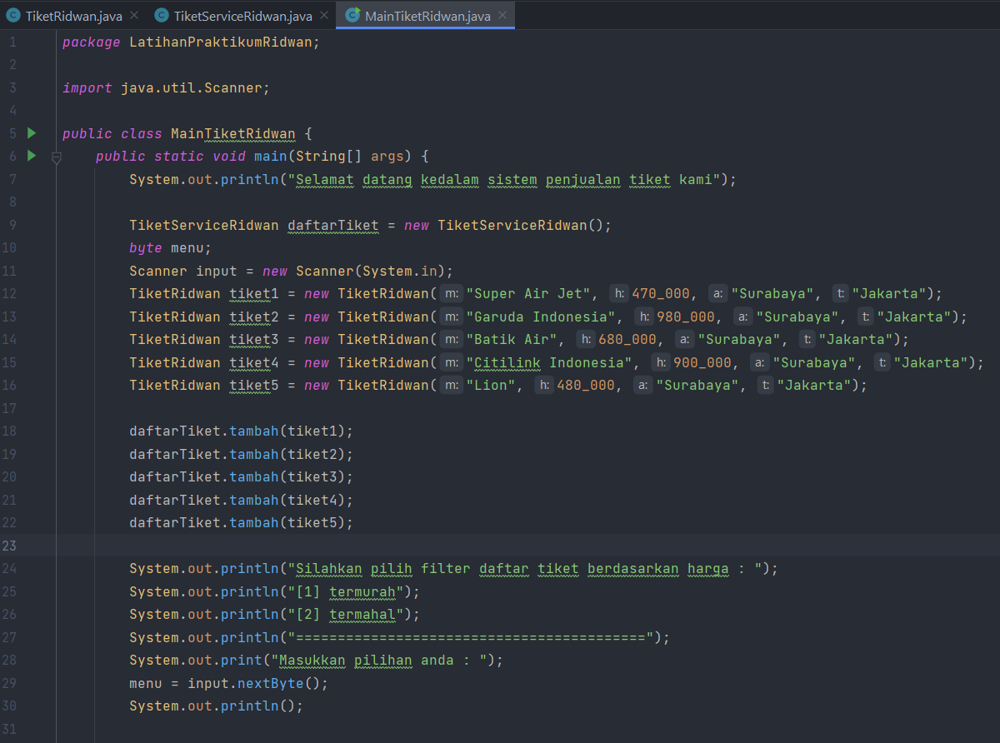 TiketRidwan.java TiketServiceRidwan.java MainTiketRidwan.java
1 package LatihanPraktikumRidwan;
2
3 import java.util.Scanner;
4
5 public class MainTiketRidwan {
6 public static void main(String[] args) {
7 System.out.println("Selamat datang kedalam sistem penjualan tiket kami");
8
9 TiketServiceRidwan daftarTiket = new TiketServiceRidwan();
10 byte menu;
11 Scanner input = new Scanner(System.in);
12 TiketRidwan tiket1 = new TiketRidwan( m: "Super Air Jet", h: 470_000, a: "Surabaya", t: "Jakarta");
13 TiketRidwan tiket2 = new TiketRidwan( m: "Garuda Indonesia", h: 980_000, a: "Surabaya", t: "Jakarta");
14 TiketRidwan tiket3 = new TiketRidwan( m: "Batik Air", h: 680_000, a: "Surabaya", t: "Jakarta");
15 TiketRidwan tiket4 = new TiketRidwan( m: "Citilink Indonesia", h: 900_000, a: "Surabaya", t: "Jakarta");
16 TiketRidwan tiket5 = new TiketRidwan( m: "Lion", h: 480_000, a: "Surabaya", t: "Jakarta");
17
18 daftarTiket.tambah(tiket1);
19 daftarTiket.tambah(tiket2);
20 daftarTiket.tambah(tiket3);
21 daftarTiket.tambah(tiket4);
22 daftarTiket.tambah(tiket5);
23
24 System.out.println("Silahkan pilih filter daftar tiket berdasarkan harga : ");
25 System.out.println("[1] termurah");
26 System.out.println("[2] termahal");
27 System.out.println("==========================================");
28 System.out.print("Masukkan pilihan anda : ");
29 menu = input.nextByte();
30 System.out.println();
31